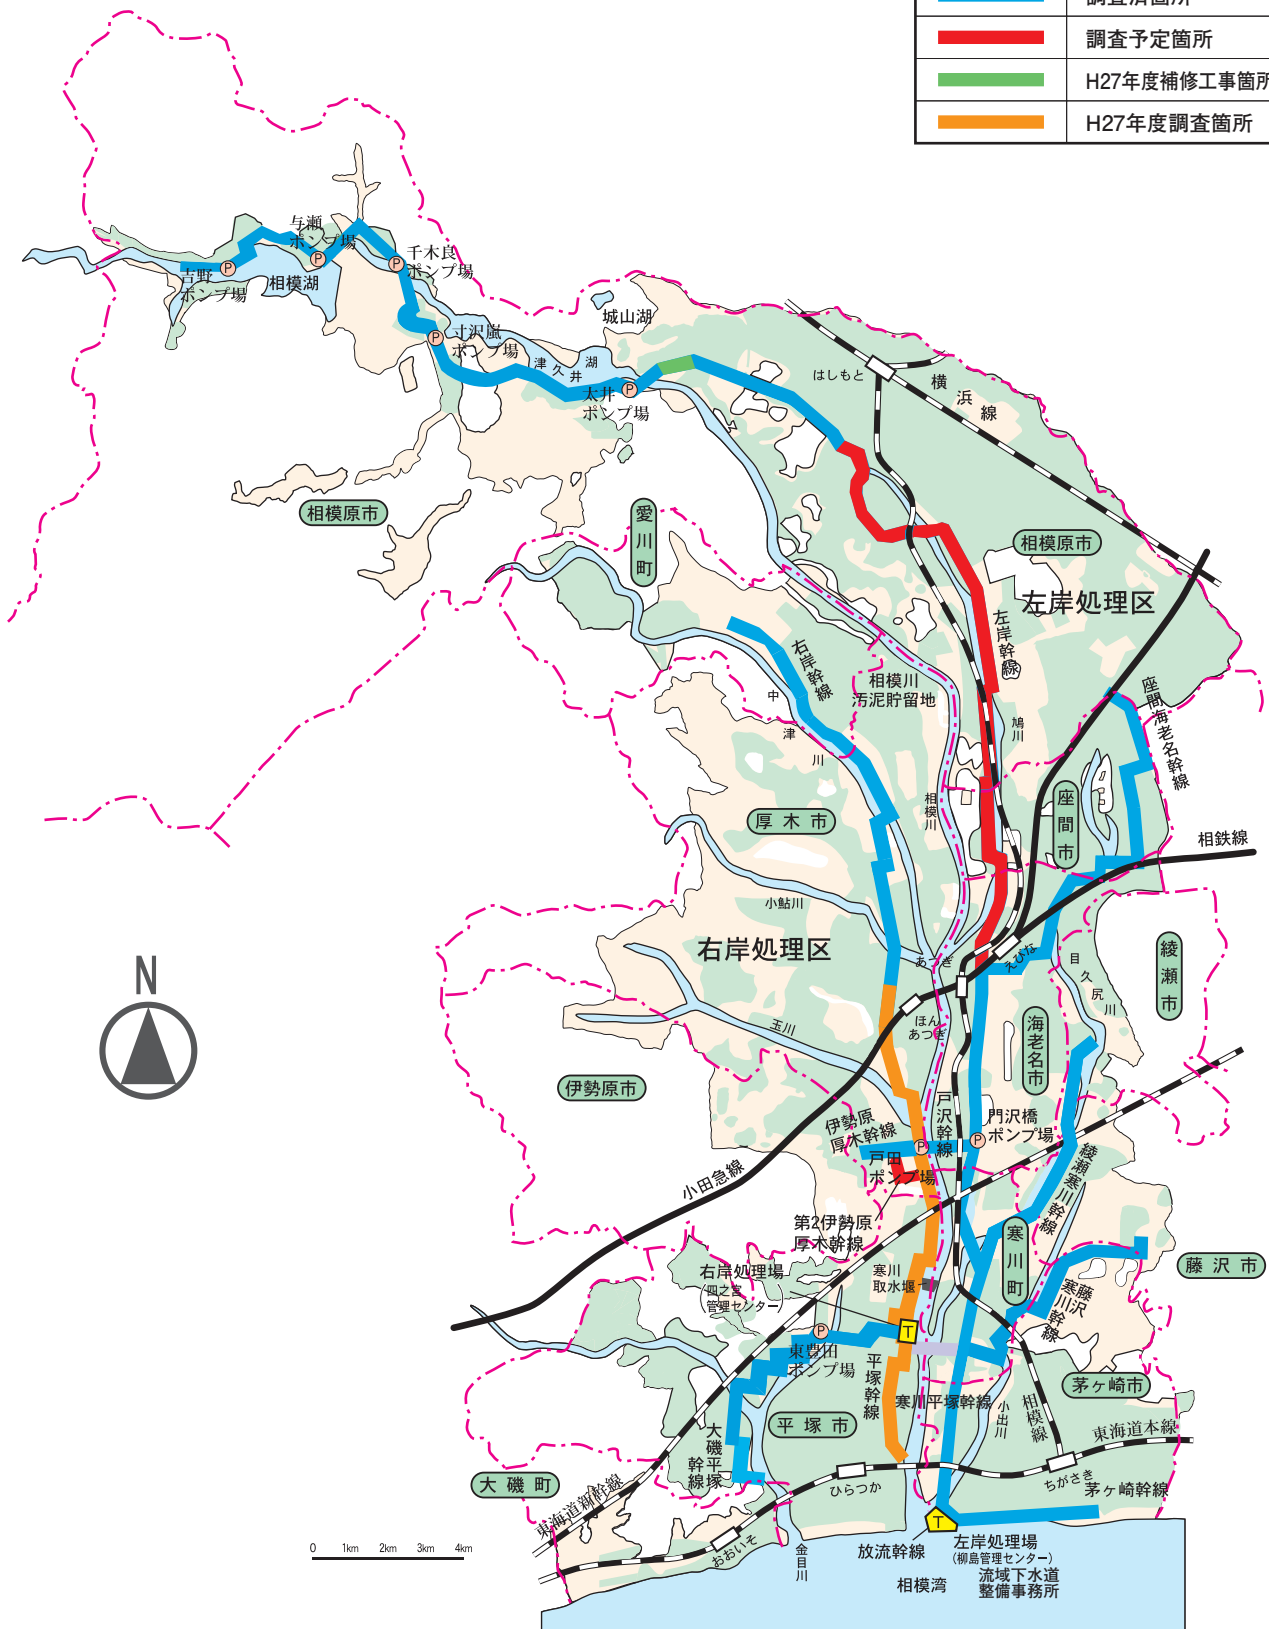 調査済箇所
調査予定箇所
H27年度補修工事箇所
H27年度調査箇所
与瀬
ポンプ場
千木良
ポンプ場
吉野
ポンプ場
相模湖
寸沢嵐
ポンプ場
城山湖
津久井湖
太井
ポンプ場
はしもと
横浜線
相模原市
愛川町
相模原市
左岸処理区
左岸幹線
右岸幹線
相模川
汚泥貯留地
中津川
鳩川
座間海老名幹線
相模川
座間市
厚木市
相鉄線
小鮎川
右岸処理区
あつぎ
えびな
目久尻川
綾瀬市
N
玉川
ほん
あつぎ
海老名市
伊勢原市
戸沢幹線
伊勢原
厚木幹線
門沢橋
ポンプ場
戸田
ポンプ場
綾瀬寒川幹線
小田急線
第2伊勢原
厚木幹線
寒川町
藤沢市
右岸処理場
(四之宮
管理センター)
寒川
取水堰
藤沢
寒川
幹線
T
東豊田
ポンプ場
平塚幹線
寒川平塚幹線
小出川
相模線
茅ヶ崎市
平塚市
東海道本線
大磯平塚
幹線
大磯町
東海道新幹線
ひらつか
ちがさき
茅ヶ崎幹線
T
おおいそ
金目川
放流幹線
左岸処理場
(柳島管理センター)
流域下水道
整備事務所
相模湾
0 1km 2km 3km 4km
P
P
P
P
P
P
P
P